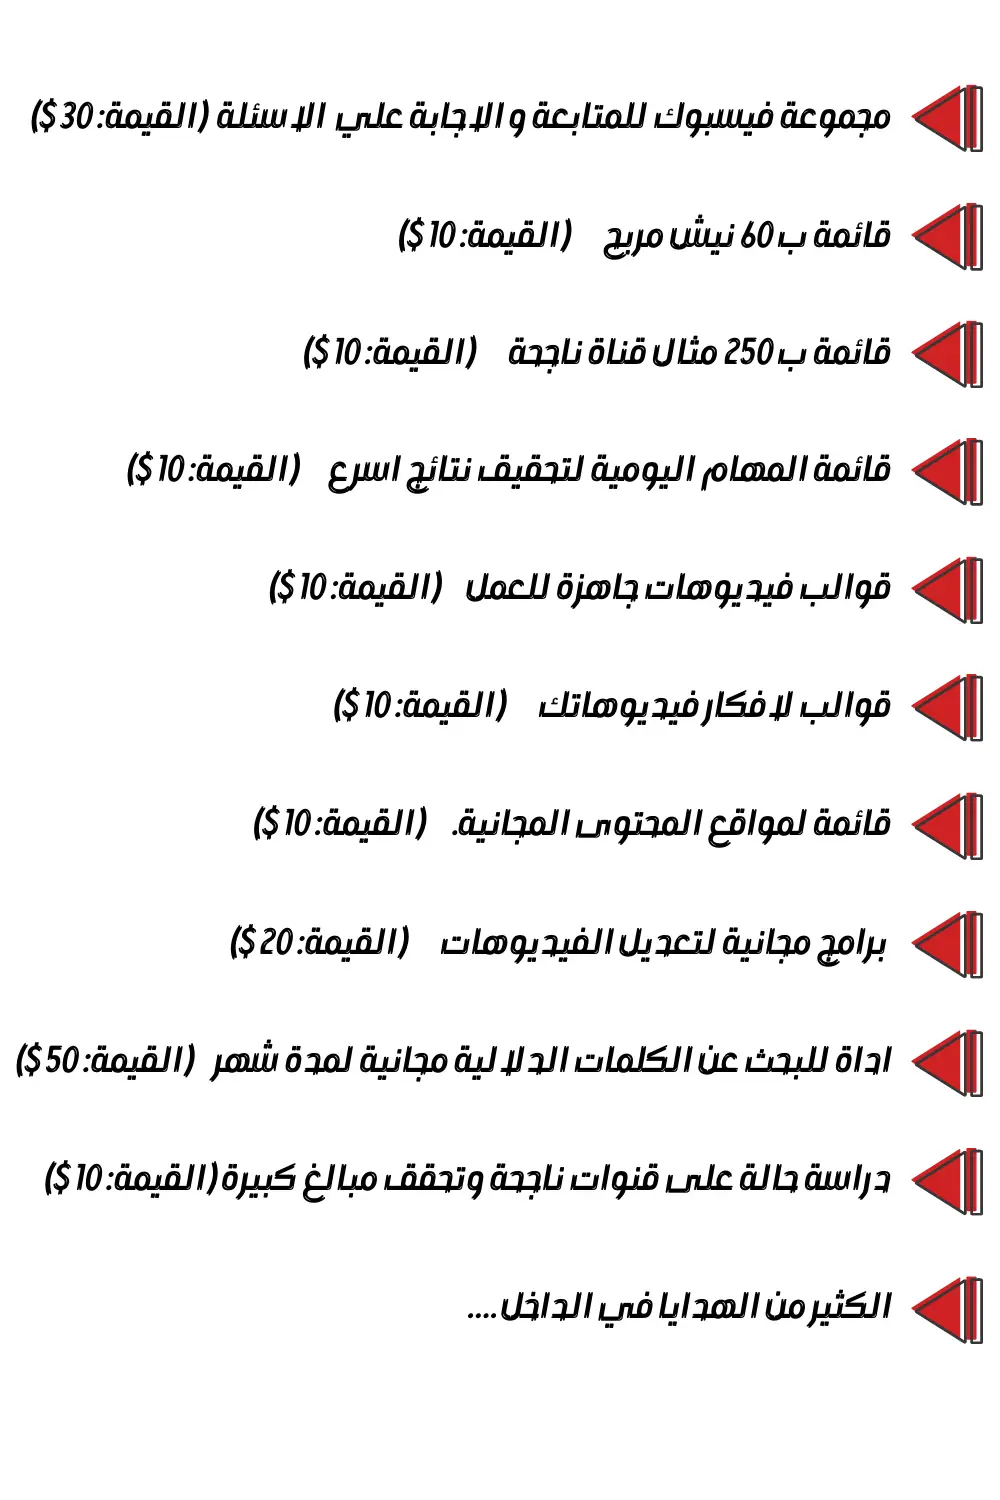 مجموعة فيسبوك للمتابعة و الاجابة علي الاسئلة (القيمة: 30$)
قائمة ب 60 نيش مربح (القيمة: 10$)
قائمة ب 250 مثال قناة ناجحة (القيمة: 10$)
قائمة المهام اليومية لتحقيف نتائج اسرع (القيمة: 10$)
قوالب فيديوهات جاهزة للعمل (القيمة: 10$)
قوالب لافكار فيديوهاتك (القيمة: 10$)
قائمة لمواقع المحتوى المجانية. (القيمة: 10$)
برامج مجانية لتعديل الفيديوهات (القيمة: 20$)
اداة للبحث عن الكلمات الدلالية مجانية لمدة شهر (القيمة: 50$)
دراسة حالة على قنوات ناجحة وتحقق مبالغ كبيرة (القيمة: 10$)
الكثير من الهدايا في الداخل....